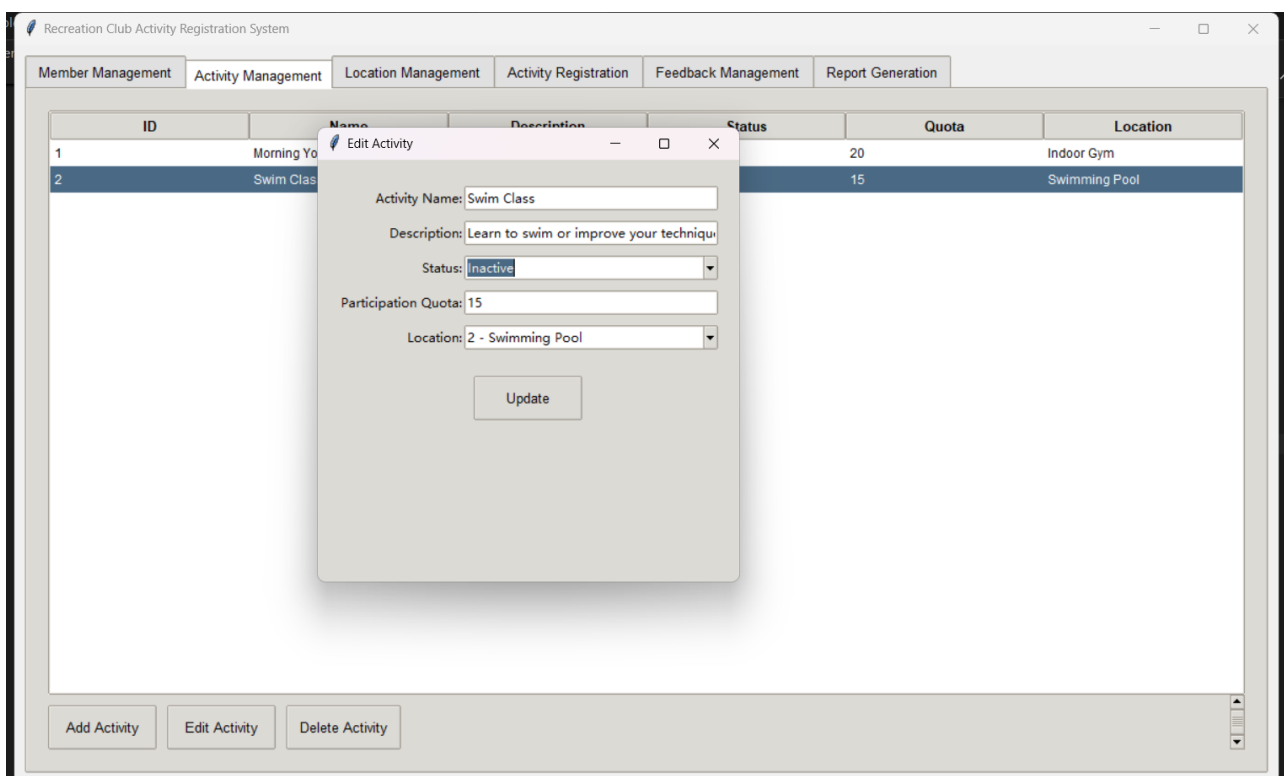 Recreation Club Activity Registration System
Member Management Activity Management Location Management Activity Registration Feedback Management Report Generation
ID Name Description Status Quota Location
Edit Activity
1 Morning Yo 20 Indoor Gym
2 Swim Clas 15 Swimming Pool
Activity Name: Swim Class
Description: Learn to swim or improve your techniqu
Status: Inactive
Participation Quota: 15
Location: 2 - Swimming Pool
Update
Add Activity Edit Activity Delete Activity